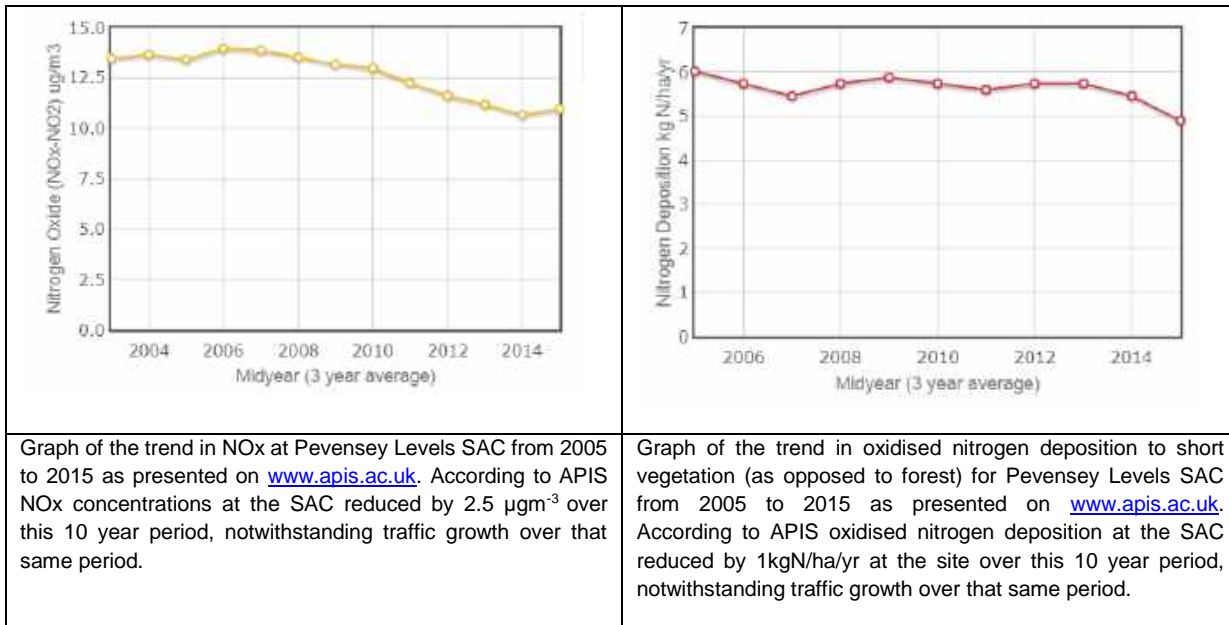 15.0
12.5
10.0
7.5
5.0
2.5
0.0
Nitrogen Oxide (NOx-NO2) ug/m3
2004 2006 2008 2010 2012 2014
Midyear (3 year average)
7
6
5
4
3
2
1
0
Nitrogen Deposition kg N/ha/yr
2006 2008 2010 2012 2014
Midyear (3 year average)
Graph of the trend in NOx at Pevensey Levels SAC from 2005
to 2015 as presented on www.apis.ac.uk. According to APIS
NOx concentrations at the SAC reduced by 2.5 µgm-3 over
this 10 year period, notwithstanding traffic growth over that
same period.
Graph of the trend in oxidised nitrogen deposition to short
vegetation (as opposed to forest) for Pevensey Levels SAC
from 2005 to 2015 as presented on www.apis.ac.uk.
According to APIS oxidised nitrogen deposition at the SAC
reduced by 1kgN/ha/yr at the site over this 10 year period,
notwithstanding traffic growth over that same period.